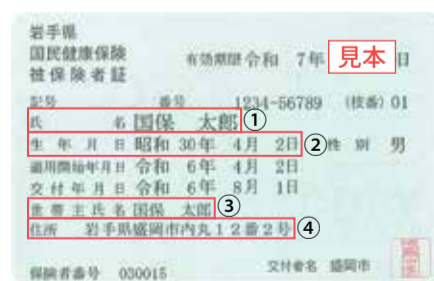 岩手県
国民健康保険
被保険者証
有効期限 令和 7年 見本 日
記号 番号 1234-56789 (枝番) 01
氏名 国保 太郎 ①
生年月日 昭和 30年 4月 2日 ② 性別 男
適用開始年月日 令和 6年 4月 2日
交付年月日 令和 6年 8月 1日
世帯主氏名 国保 太郎 ③
住所 岩手県盛岡市内丸12番2号 ④
保険者番号 030015 交付者名 盛岡市